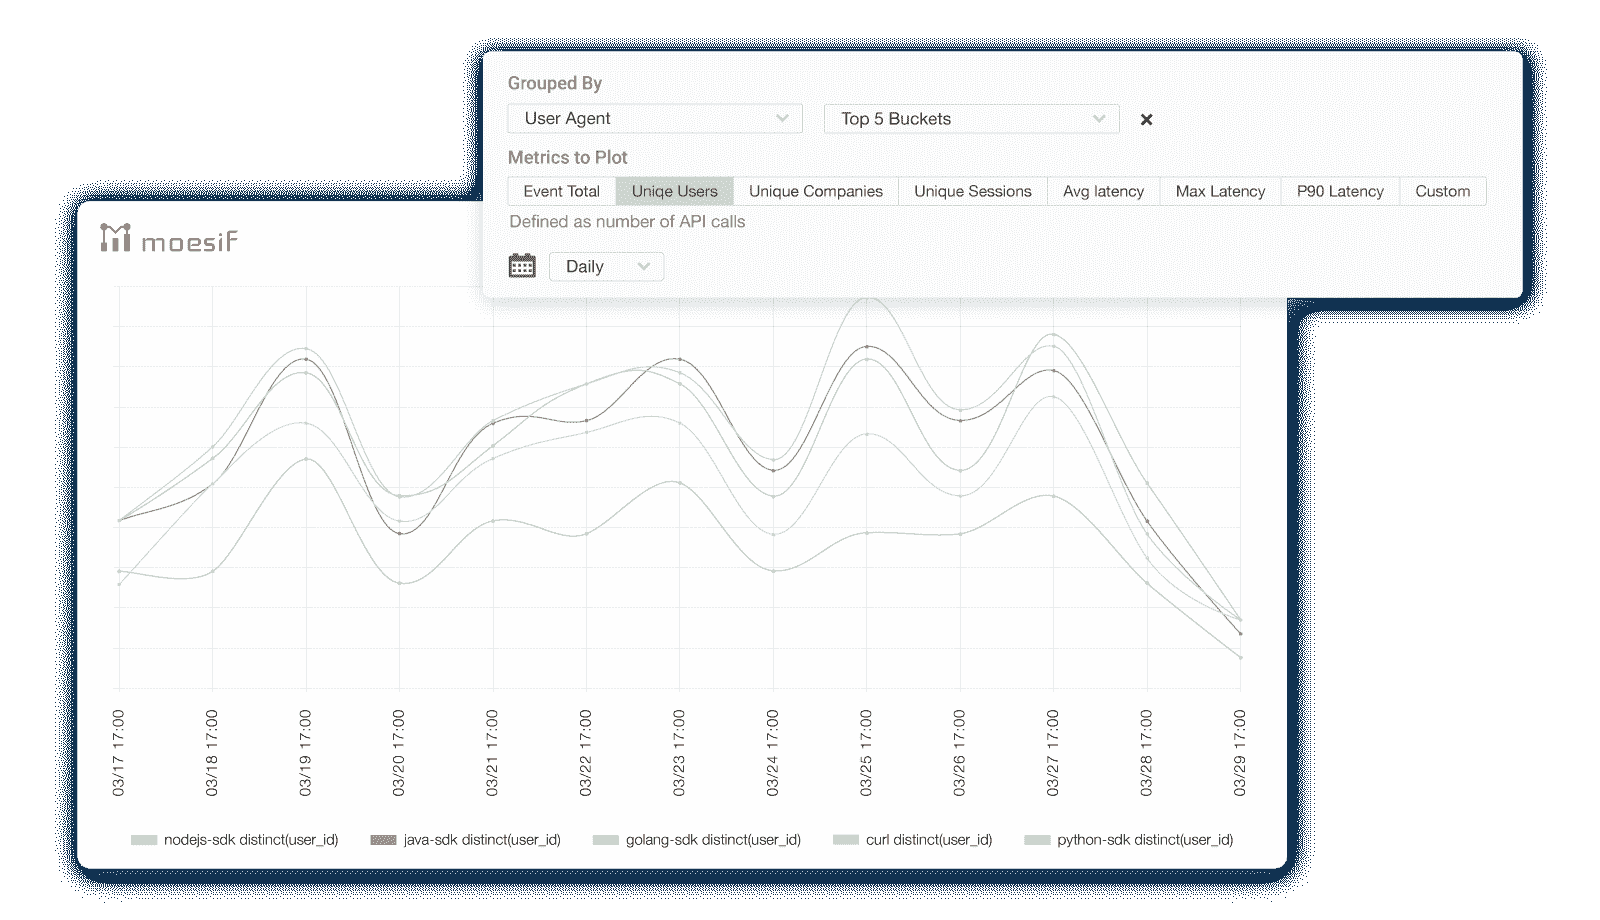 Grouped By
User Agent
Top 5 Buckets
Metrics to Plot
Event Total
Uniqe Users
Unique Companies
Unique Sessions
Avg latency
Max Latency
P90 Latency
Custom
Defined as number of API calls
Daily
moesif
03/17 17:00
03/18 17:00
03/19 17:00
03/20 17:00
03/21 17:00
03/22 17:00
03/23 17:00
03/24 17:00
03/25 17:00
03/26 17:00
03/27 17:00
03/28 17:00
03/29 17:00
nodejs-sdk distinct(user_id)
java-sdk distinct(user_id)
golang-sdk distinct(user_id)
curl distinct(user_id)
python-sdk distinct(user_id)